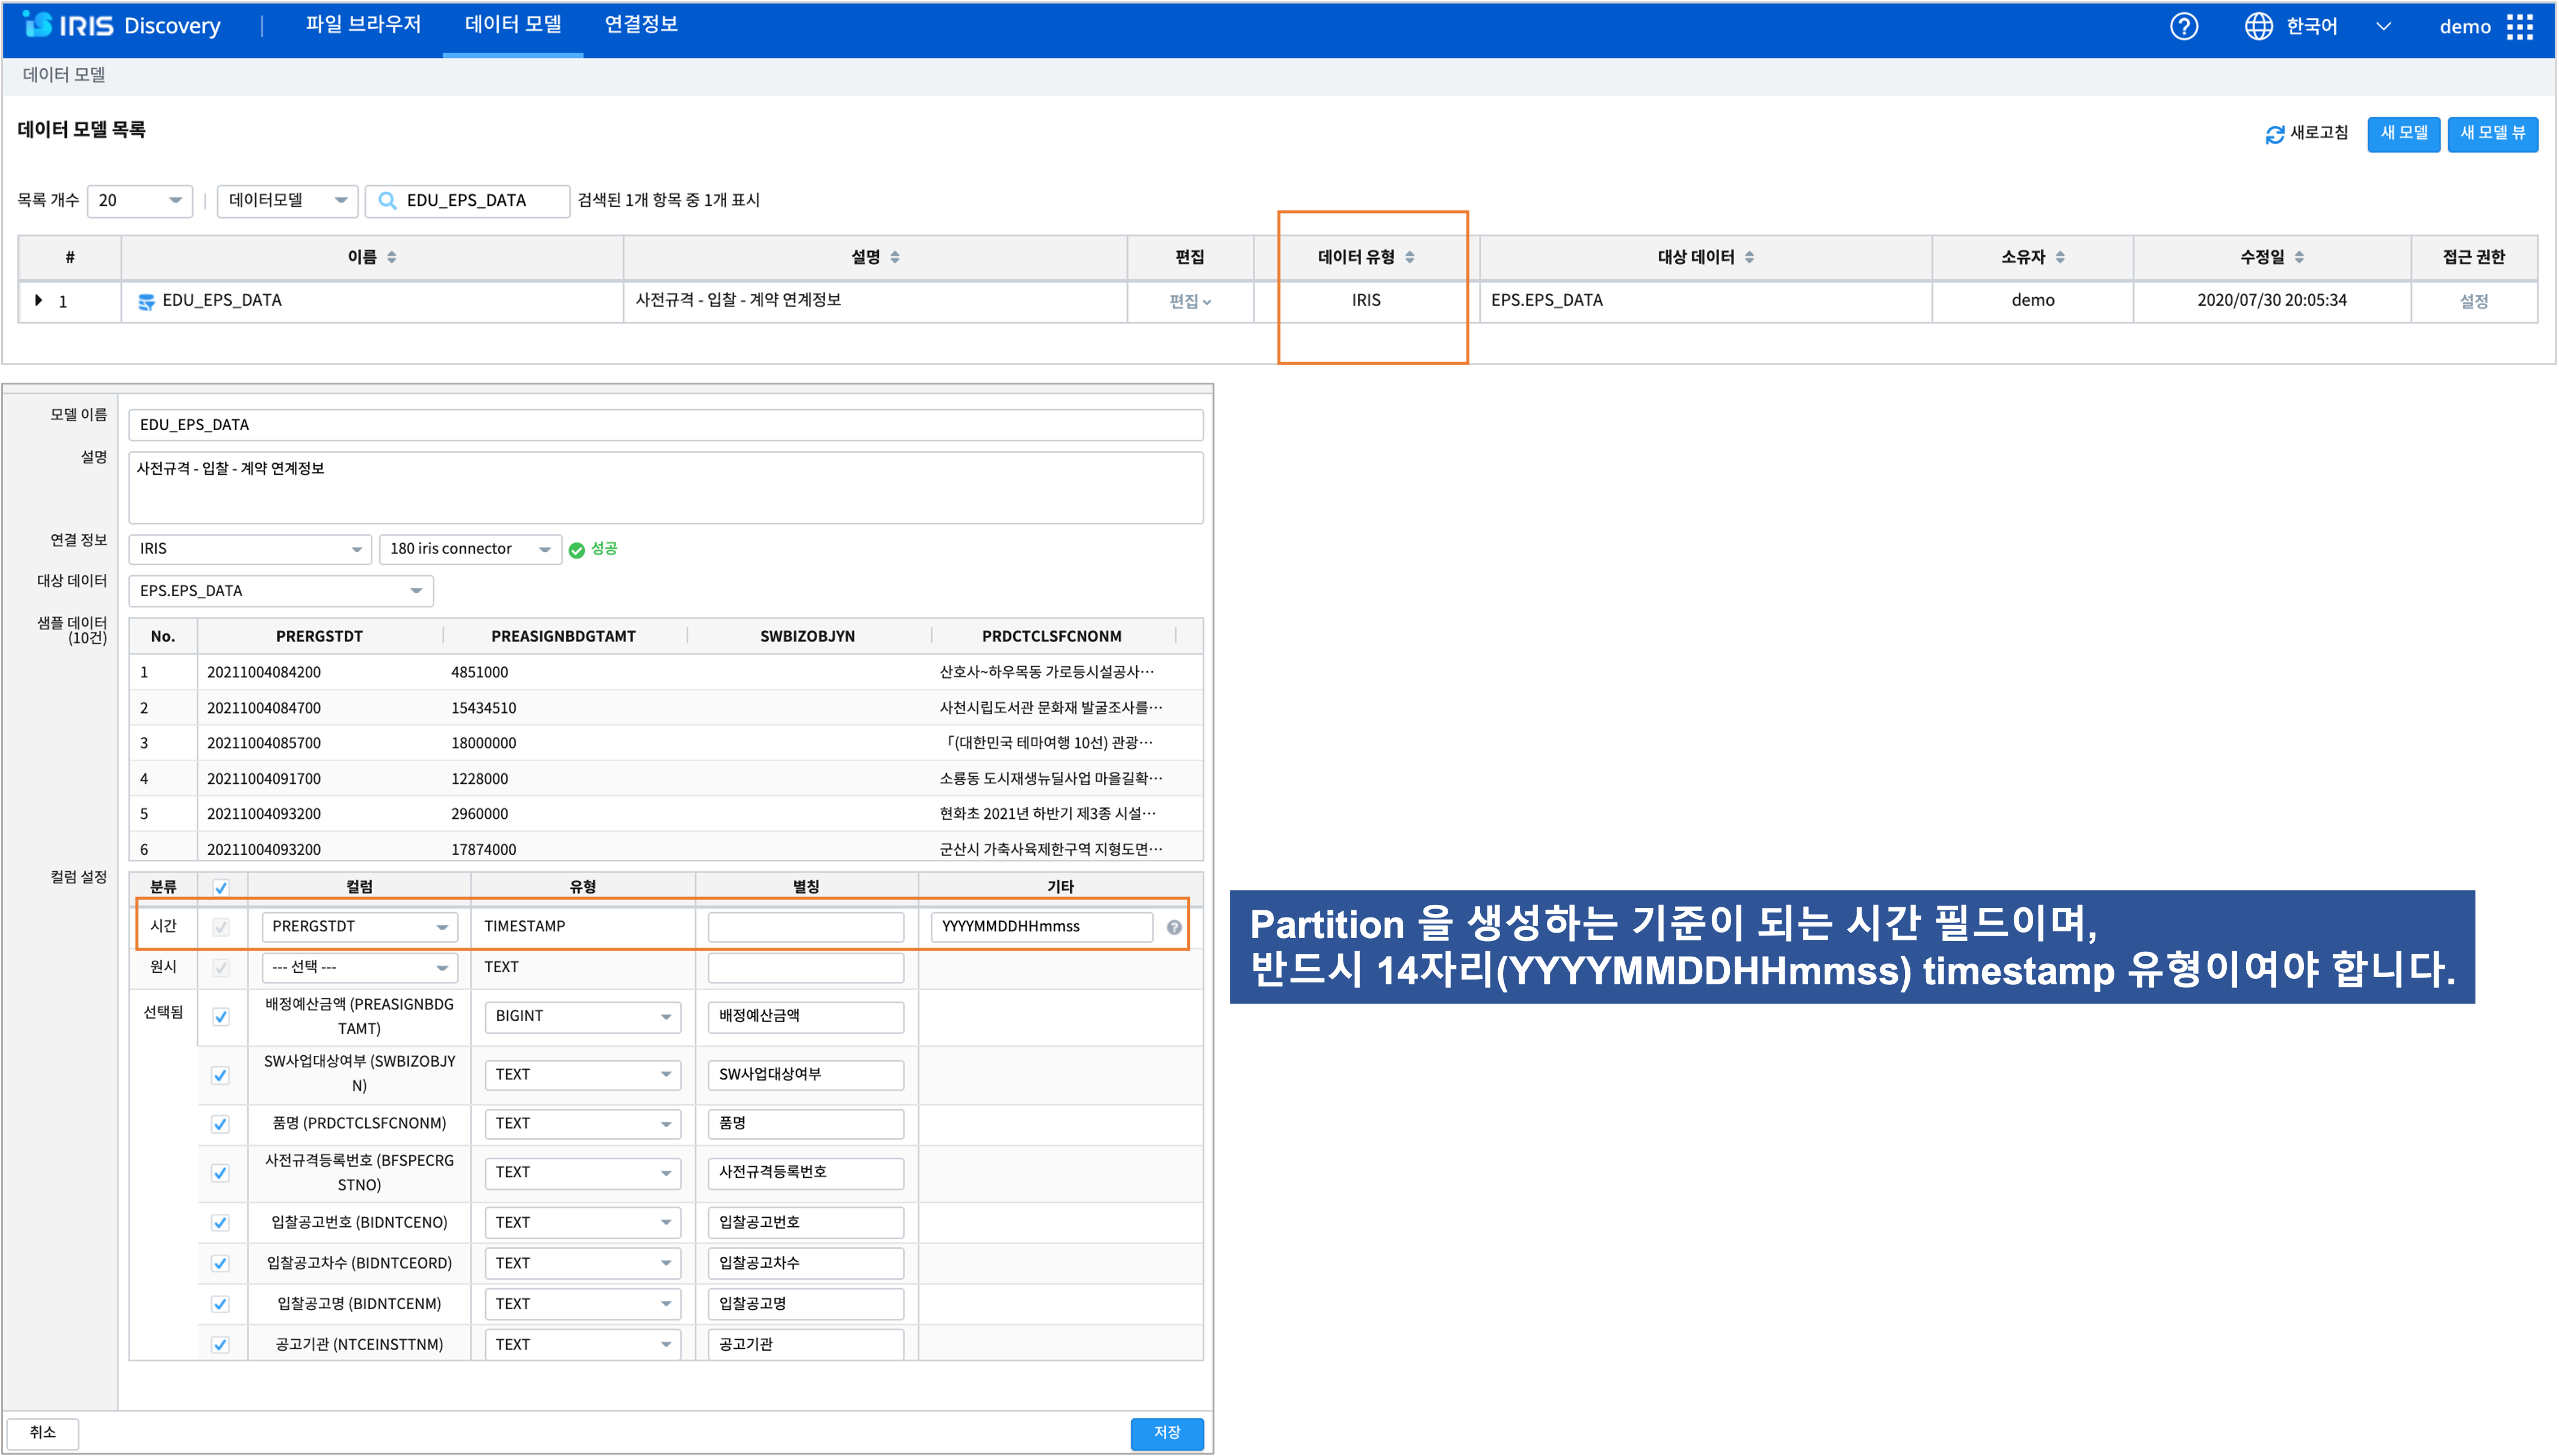 IRIS Discovery | 파일 브라우저 데이터 모델 연결정보 ? 한국어 demo
데이터 모델
데이터 모델 목록
새로고침 새 모델 새 모델 뷰
목록 개수 20 | 데이터모델 EDU_EPS_DATA 검색된 1개 항목 중 1개 표시
# 이름 설명 편집 데이터 유형 대상 데이터 소유자 수정일 접근 권한
1 EDU_EPS_DATA 사전규격 - 입찰 - 계약 연계정보 편집 IRIS EPS.EPS_DATA demo 2020/07/30 20:05:34 설정
모델 이름 EDU_EPS_DATA
설명 사전규격 - 입찰 - 계약 연계정보
연결 정보 IRIS 180 iris connector 성공
대상 데이터 EPS.EPS_DATA
샘플 데이터
(10건)
No. PRERGSTDT PREASIGNBDGTAMT SWBIZOBJYN PRDCTCLSFCNONM
1 20211004084200 4851000 산호사~하우목동 가로등시설공사…
2 20211004084700 15434510 사천시립도서관 문화재 발굴조사를…
3 20211004085700 18000000 「(대한민국 테마여행 10선) 관광…
4 20211004091700 1228000 소룡동 도시재생뉴딜사업 마을길확…
5 20211004093200 2960000 현화초 2021년 하반기 제3종 시설…
6 20211004093200 17874000 군산시 가축사육제한구역 지형도면…
컬럼 설정
분류 컬럼 유형 별칭 기타
시간 PRERGSTDT TIMESTAMP YYYYMMDDHHmmss ?
원시 --- 선택 --- TEXT
선택됨 배정예산금액 (PREASIGNBDG
TAMT) BIGINT 배정예산금액
SW사업대상여부 (SWBIZOBJY
N) TEXT SW사업대상여부
품명 (PRDCTCLSFCNONM) TEXT 품명
사전규격등록번호 (BFSPECRG
STNO) TEXT 사전규격등록번호
입찰공고번호 (BIDNTCENO) TEXT 입찰공고번호
입찰공고차수 (BIDNTCEORD) TEXT 입찰공고차수
입찰공고명 (BIDNTCENM) TEXT 입찰공고명
공고기관 (NTCEINSTTNM) TEXT 공고기관
취소 저장
Partition 을 생성하는 기준이 되는 시간 필드이며,
반드시 14자리(YYYYMMDDHHmmss) timestamp 유형이여야 합니다.